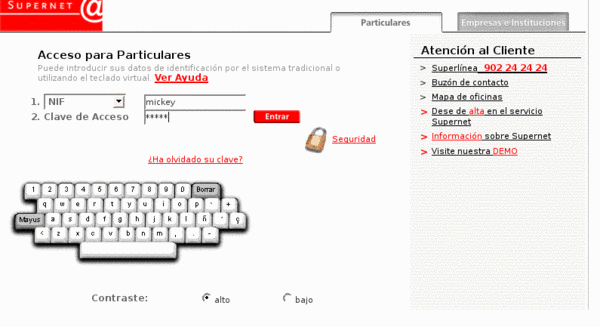 SUPERNET @
Particulares
Empresas e Instituciones
Acceso para Particulares
Puede introducir sus datos de identificación por el sistema tradicional o
utilizando el teclado virtual. Ver Ayuda
1. NIF mickey
2. Clave de Acceso ***** Entrar
Seguridad
¿Ha olvidado su clave?
1 2 3 4 5 6 7 8 9 0 Borrar
q w e r t y u i o p ` +
Mayus a s d f g h j k l ñ ´ ç
< z x c v b n m , . -
Contraste: alto bajo
Atención al Cliente
> Superlínea 902 24 24 24
> Buzón de contacto
> Mapa de oficinas
> Dese de alta en el servicio
Supernet
> Información sobre Supernet
> Visite nuestra DEMO